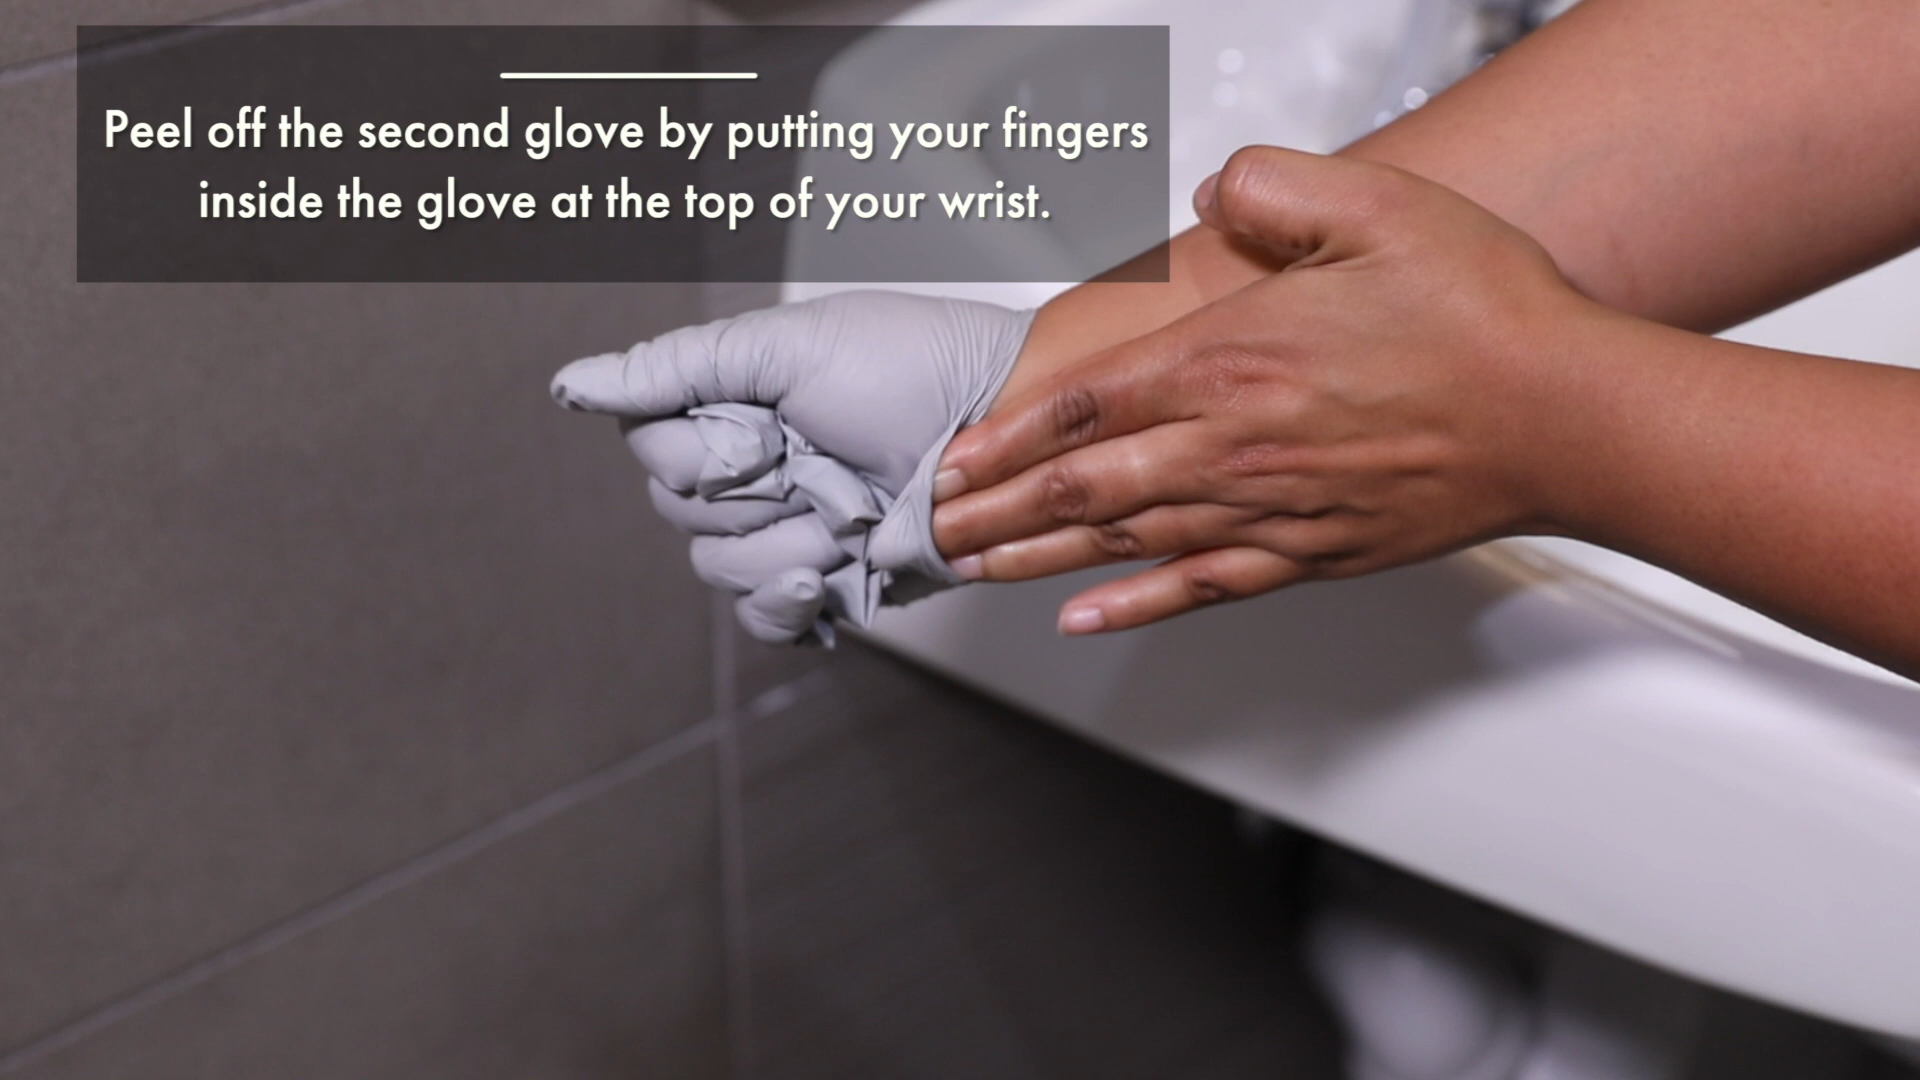 Peel off the second glove by putting your fingers
inside the glove at the top of your wrist.